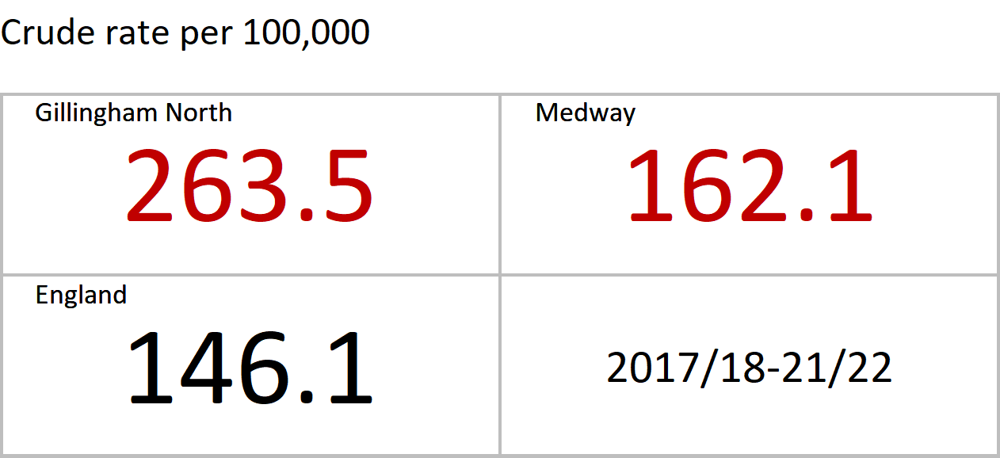 Crude rate per 100,000
Gillingham North
263.5
Medway
162.1
England
146.1
2017/18-21/22